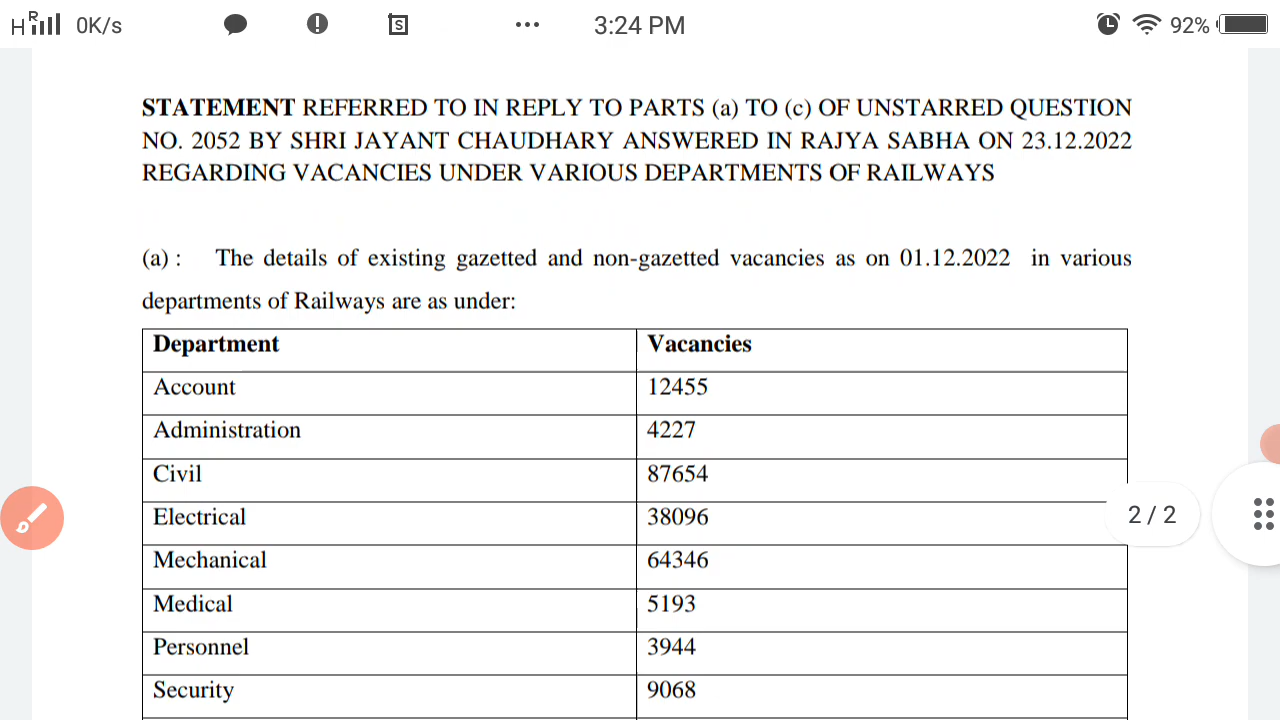 HR 0K/s S ... 3:24 PM 92%
STATEMENT REFERRED TO IN REPLY TO PARTS (a) TO (c) OF UNSTARRED QUESTION
NO. 2052 BY SHRI JAYANT CHAUDHARY ANSWERED IN RAJYA SABHA ON 23.12.2022
REGARDING VACANCIES UNDER VARIOUS DEPARTMENTS OF RAILWAYS
(a) : The details of existing gazetted and non-gazetted vacancies as on 01.12.2022 in various
departments of Railways are as under:
Department Vacancies
Account 12455
Administration 4227
Civil 87654
Electrical 38096
2 / 2
Mechanical 64346
Medical 5193
Personnel 3944
Security 9068